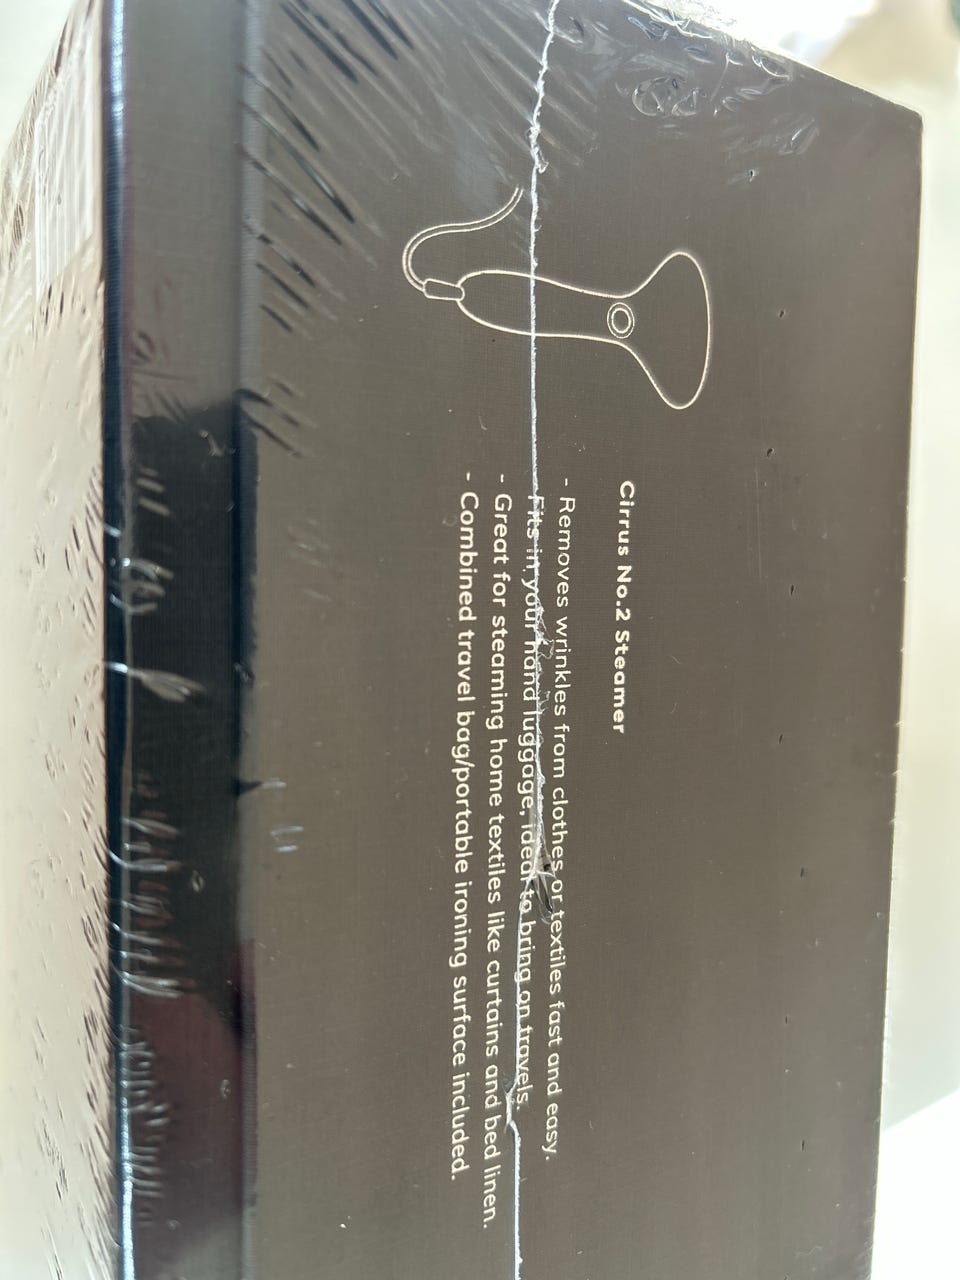 Cirrus No.2 Steamer
- Removes wrinkles from clothes or textiles fast and easy.
Fits in your hand luggage, ideal to bring on travels.
- Great for steaming home textiles like curtains and bed linen.
- Combined travel bag/portable ironing surface included.